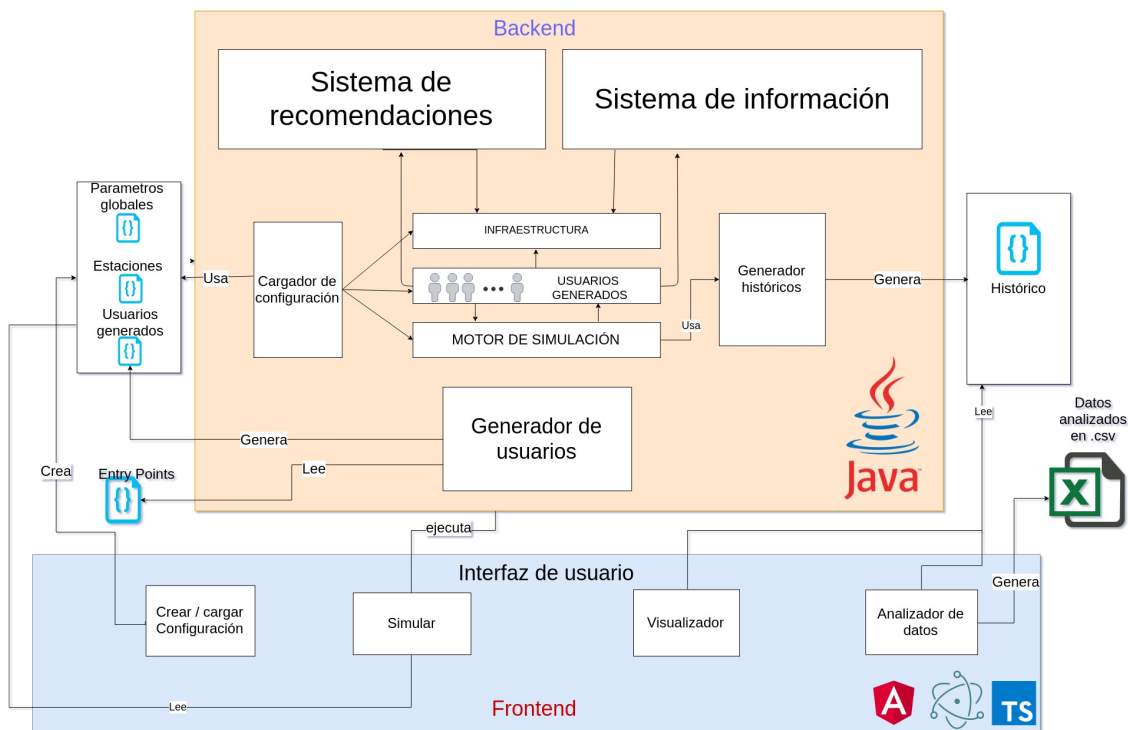 Backend
Sistema de
recomendaciones
Sistema de información
Parametros
globales
{}
Estaciones
{}
Usuarios
generados
{}
Usa
Cargador de
configuración
INFRAESTRUCTURA
USUARIOS
GENERADOS
MOTOR DE SIMULACIÓN
Usa
Generador
históricos
Genera
{}
Histórico
Generador de
usuarios
Genera
Lee
Crea
Entry Points
{}
Java
Lee
Datos
analizados
en .csv
X
ejecuta
Interfaz de usuario
Genera
Crear / cargar
Configuración
Simular
Visualizador
Analizador de
datos
Lee
Frontend
A
TS